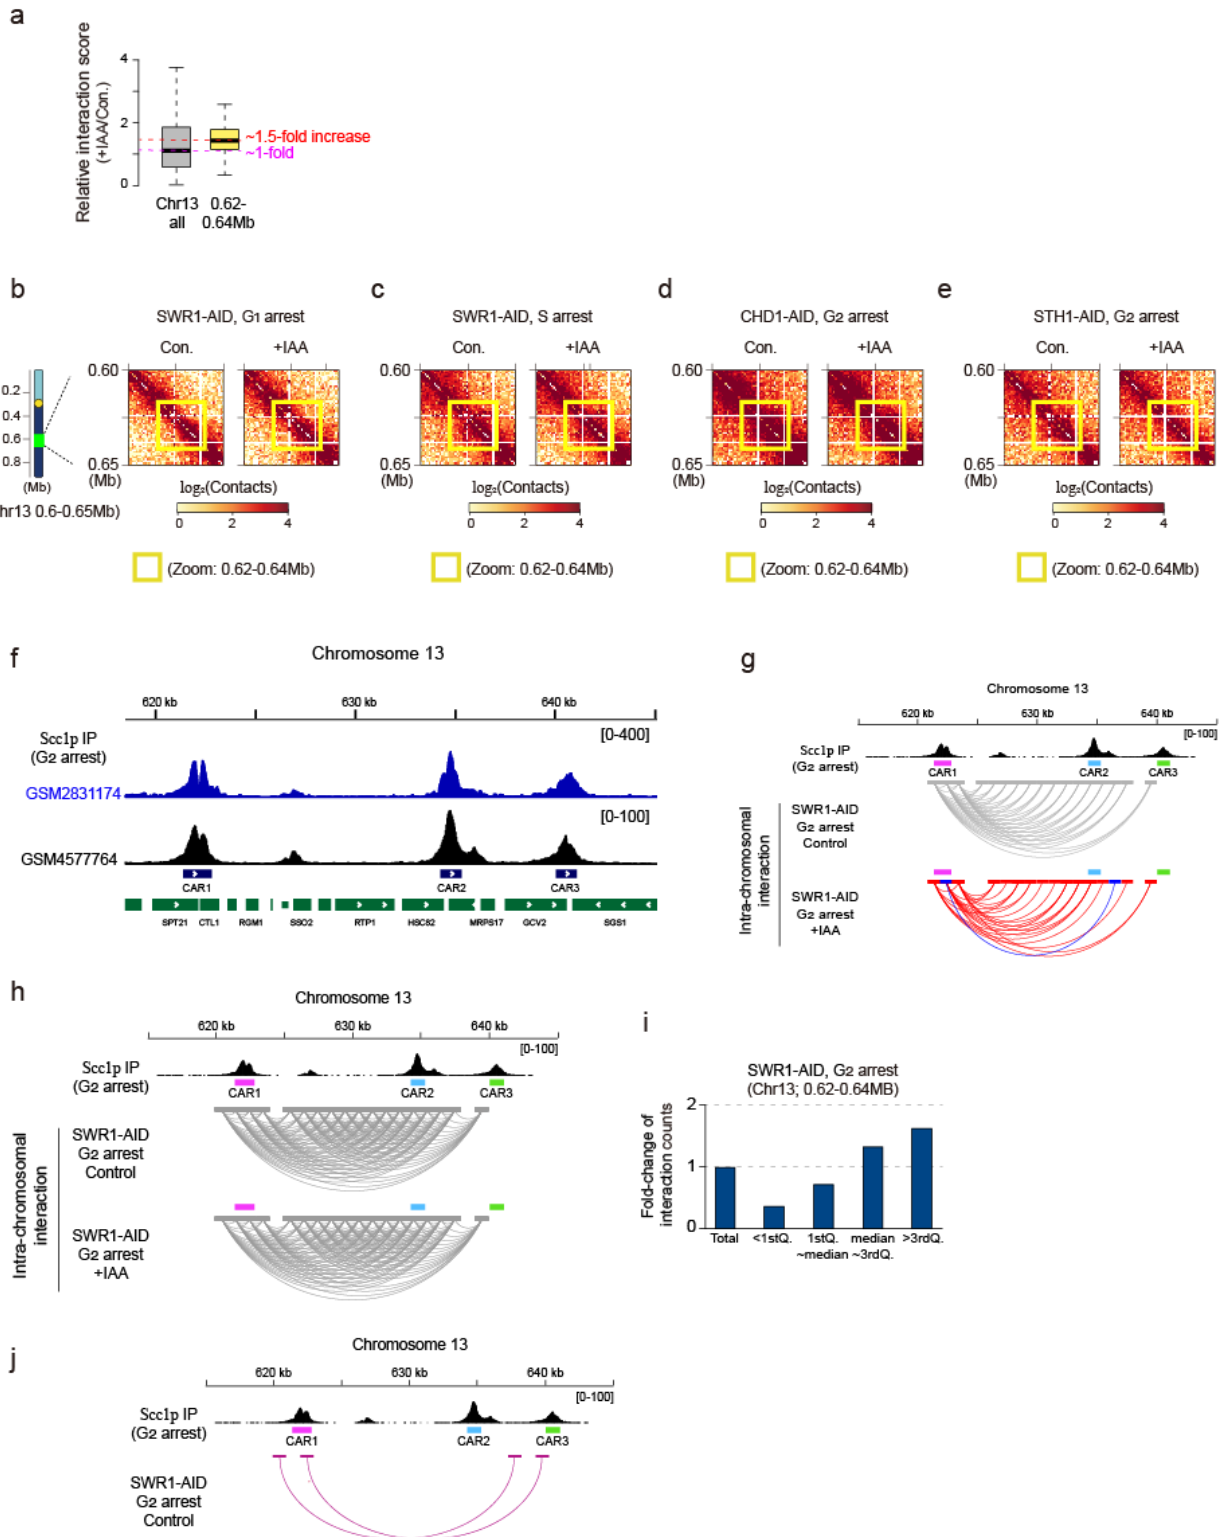 a
Relative interaction score
(+IAA/Con.)
4
2
0
~1.5-fold increase
~1-fold
Chr13
all
0.62-
0.64Mb
b
SWR1-AID, G1 arrest
Con.
+IAA
0.2
0.4
0.6
0.8
(Mb)
hr13 0.6-0.65Mb)
0.60
0.65
(Mb)
log2(Contacts)
0 2 4
(Zoom: 0.62-0.64Mb)
c
SWR1-AID, S arrest
Con.
+IAA
0.60
0.65
(Mb)
log2(Contacts)
0 2 4
(Zoom: 0.62-0.64Mb)
d
CHD1-AID, G2 arrest
Con.
+IAA
0.60
0.65
(Mb)
log2(Contacts)
0 2 4
(Zoom: 0.62-0.64Mb)
e
STH1-AID, G2 arrest
Con.
+IAA
0.60
0.65
(Mb)
log2(Contacts)
0 2 4
(Zoom: 0.62-0.64Mb)
f
Chromosome 13
620 kb 630 kb 640 kb
Scc1p IP
(G2 arrest)
[0-400]
GSM2831174
[0-100]
GSM4577764
CAR1 CAR2 CAR3
SPT21 CTL1 RGM1 SSO2 RTP1 HSC82 MRPS17 GCV2 SGS1
g
Chromosome 13
620 kb 630 kb 640 kb
[0-100]
Scc1p IP
(G2 arrest)
CAR1 CAR2 CAR3
Intra-chromosomal
interaction
SWR1-AID
G2 arrest
Control
SWR1-AID
G2 arrest
+IAA
h
Chromosome 13
620 kb 630 kb 640 kb
[0-100]
Scc1p IP
(G2 arrest)
CAR1 CAR2 CAR3
Intra-chromosomal
interaction
SWR1-AID
G2 arrest
Control
SWR1-AID
G2 arrest
+IAA
i
SWR1-AID, G2 arrest
(Chr13; 0.62-0.64MB)
Fold-change of
interaction counts
2
1
0
Total <1stQ. 1stQ. median >3rdQ.
~median ~3rdQ.
j
Chromosome 13
620 kb 630 kb 640 kb
[0-100]
Scc1p IP
(G2 arrest)
CAR1 CAR2 CAR3
SWR1-AID
G2 arrest
Control